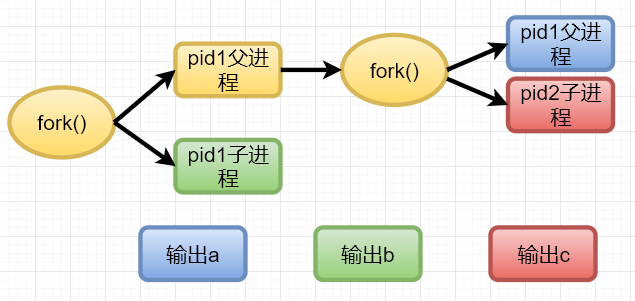 fork()
pid1父进
程
pid1子进
程
fork()
pid1父进
程
pid2子进
程
输出a
输出b
输出c